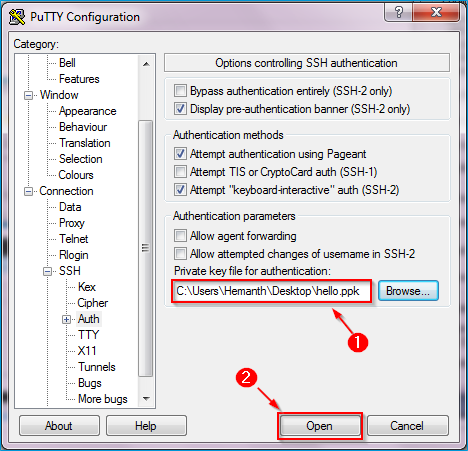 PuTTY Configuration
Category:
Bell
Features
Window
Appearance
Behaviour
Translation
Selection
Colours
Connection
Data
Proxy
Telnet
Rlogin
SSH
Kex
Cipher
Auth
TTY
X11
Tunnels
Bugs
More bugs
Options controlling SSH authentication
Bypass authentication entirely (SSH-2 only)
Display pre-authentication banner (SSH-2 only)
Authentication methods
Attempt authentication using Pageant
Attempt TIS or CryptoCard auth (SSH-1)
Attempt "keyboard-interactive" auth (SSH-2)
Authentication parameters
Allow agent forwarding
Allow attempted changes of username in SSH-2
Private key file for authentication:
C:\Users\Hemanth\Desktop\hello.ppk Browse...
1
2
About Help Open Cancel